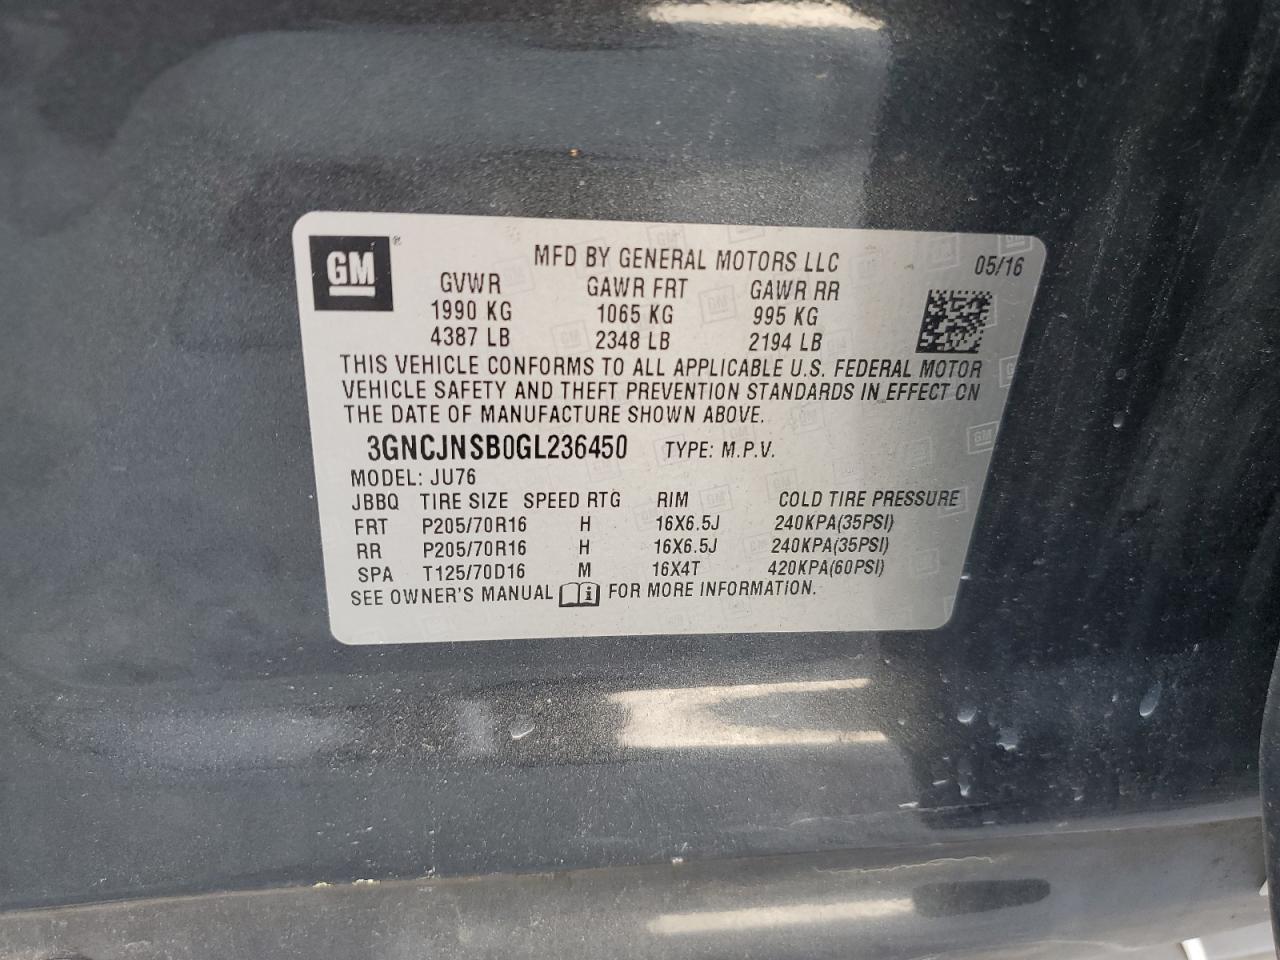 GM ®
MFD BY GENERAL MOTORS LLC 05/16
GVWR GAWR FRT GAWR RR
1990 KG 1065 KG 995 KG
4387 LB 2348 LB 2194 LB
THIS VEHICLE CONFORMS TO ALL APPLICABLE U.S. FEDERAL MOTOR
VEHICLE SAFETY AND THEFT PREVENTION STANDARDS IN EFFECT ON
THE DATE OF MANUFACTURE SHOWN ABOVE.
3GNCJNSB0GL236450 TYPE: M.P.V.
MODEL: JU76
JBBQ TIRE SIZE SPEED RTG RIM COLD TIRE PRESSURE
FRT P205/70R16 H 16X6.5J 240KPA(35PSI)
RR P205/70R16 H 16X6.5J 240KPA(35PSI)
SPA T125/70D16 M 16X4T 420KPA(60PSI)
SEE OWNER'S MANUAL i FOR MORE INFORMATION.